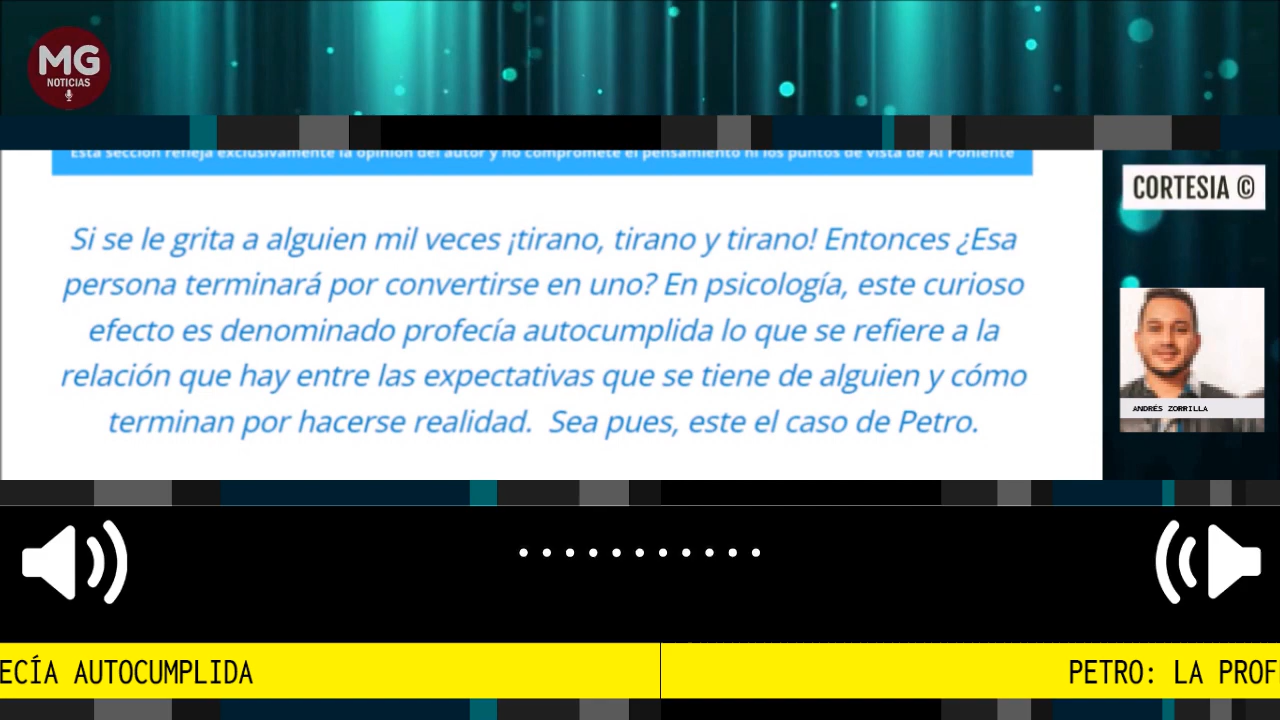 MG
NOTICIAS
Esta sección refleja exclusivamente la opinión del autor y no compromete el pensamiento ni los puntos de vista de Al Poniente
CORTESIA ©
Si se le grita a alguien mil veces ¡tirano, tirano y tirano! Entonces ¿Esa
persona terminará por convertirse en uno? En psicología, este curioso
efecto es denominado profecía autocumplida lo que se refiere a la
relación que hay entre las expectativas que se tiene de alguien y cómo
terminan por hacerse realidad.  Sea pues, este el caso de Petro.
ANDRÉS ZORRILLA
ECÍA AUTOCUMPLIDA
PETRO: LA PROF